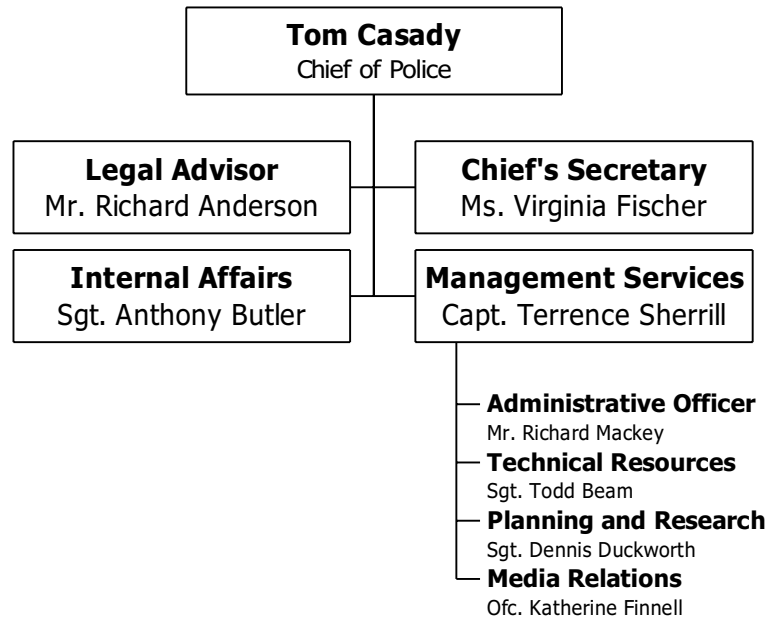 Tom Casady
Chief of Police
Legal Advisor
Mr. Richard Anderson
Chief's Secretary
Ms. Virginia Fischer
Internal Affairs
Sgt. Anthony Butler
Management Services
Capt. Terrence Sherrill
Administrative Officer
Mr. Richard Mackey
Technical Resources
Sgt. Todd Beam
Planning and Research
Sgt. Dennis Duckworth
Media Relations
Ofc. Katherine Finnell